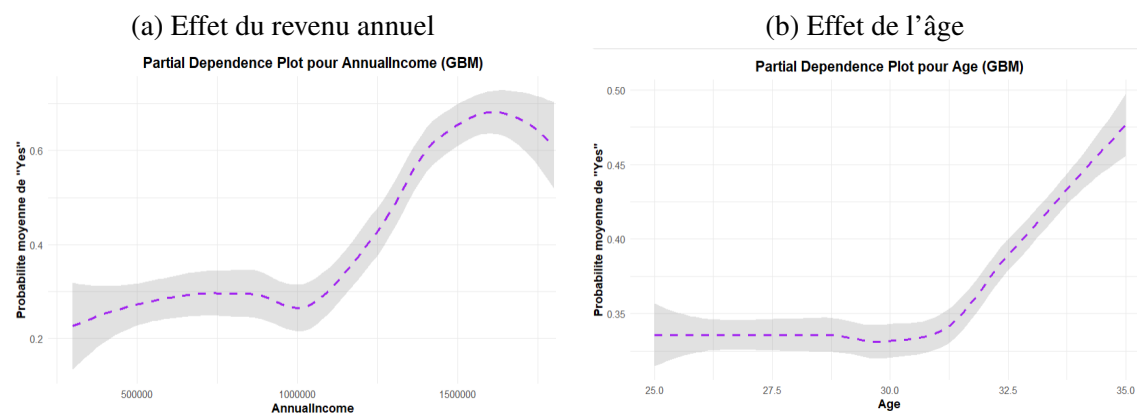 (a) Effet du revenu annuel
Partial Dependence Plot pour AnnualIncome (GBM)
Probabilite moyenne de "Yes"
0.6
0.4
0.2
500000
1000000
1500000
AnnualIncome
(b) Effet de l’âge
Partial Dependence Plot pour Age (GBM)
Probabilite moyenne de "Yes"
0.50
0.45
0.40
0.35
25.0
27.5
30.0
32.5
35.0
Age